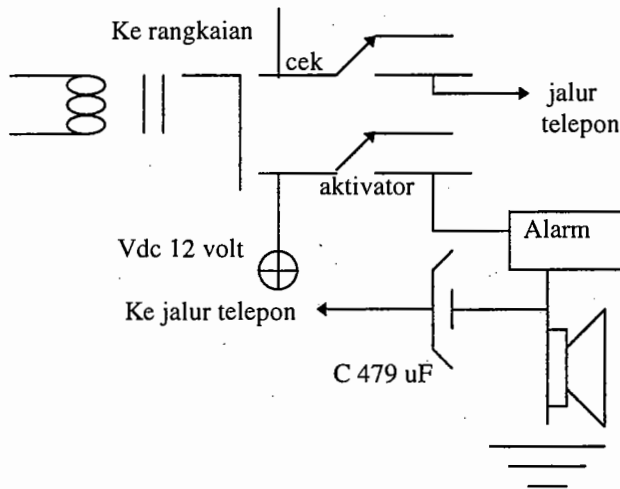 Ke rangkaian
cek
jalur
telepon
aktivator
Alarm
Vdc 12 volt
Ke jalur telepon
C 479 uF